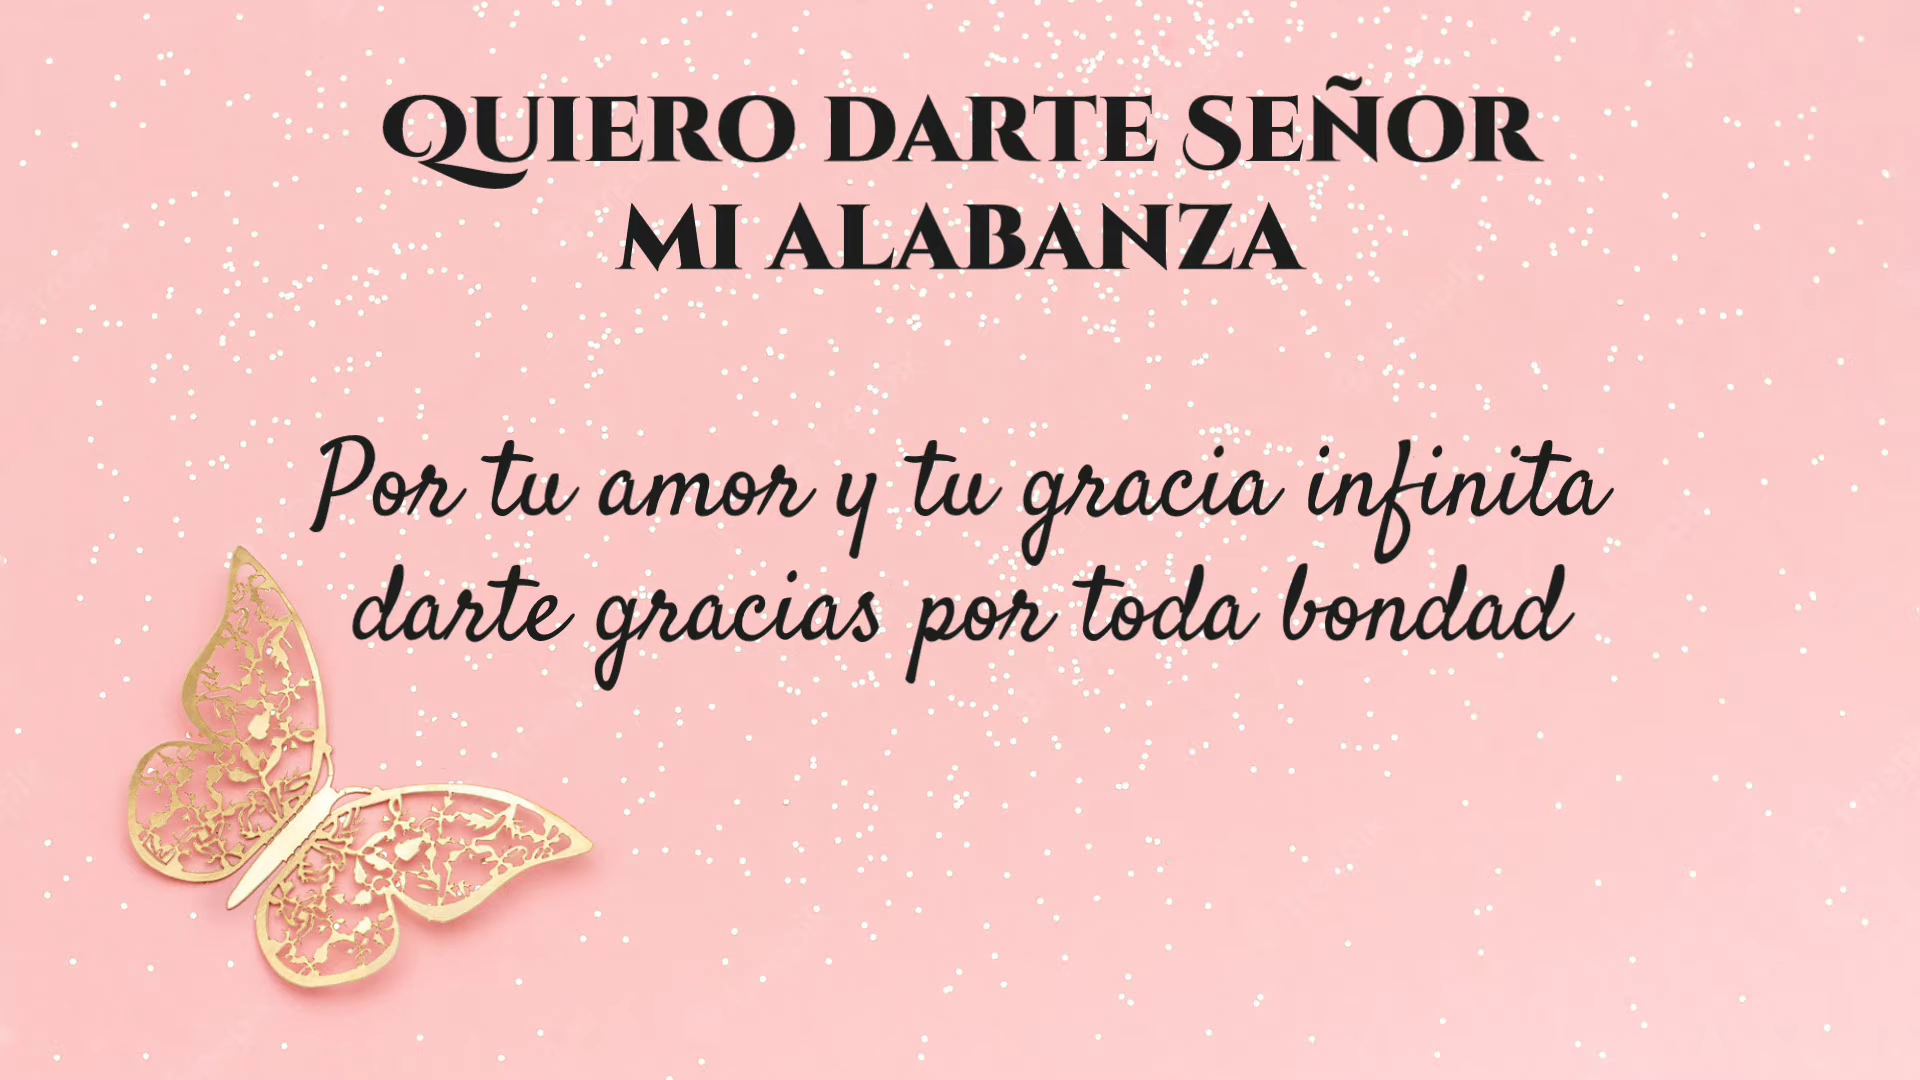 Quiero darte Señor
mi alabanza
Por tu amor y tu gracia infinita
darte gracias por toda bondad